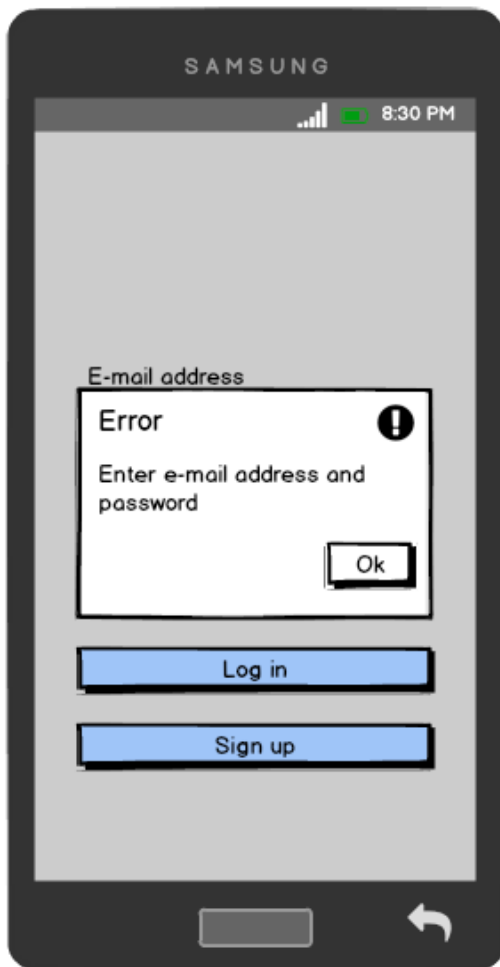 SAMSUNG
8:30 PM
E-mail address
Error
Enter e-mail address and
password
Ok
Log in
Sign up